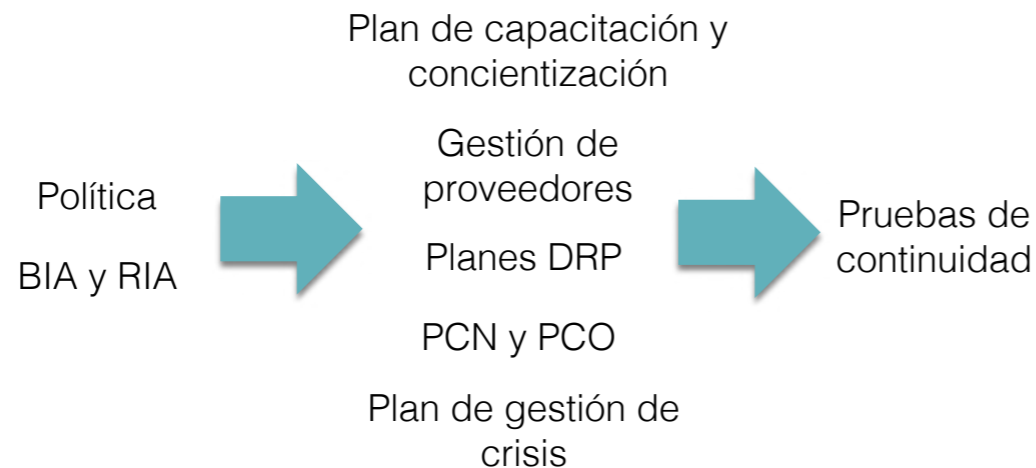 Política
BIA y RIA
Plan de capacitación y
concientización
Gestión de
proveedores
Planes DRP
PCN y PCO
Plan de gestión de
crisis
Pruebas de
continuidad